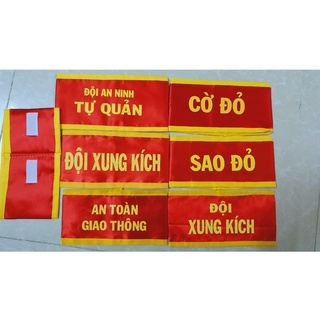 ĐỘI AN NINH
TỰ QUẢN
CỜ ĐỎ
ĐỘI XUNG KÍCH
SAO ĐỎ
AN TOÀN
GIAO THÔNG
ĐỘI
XUNG KÍCH